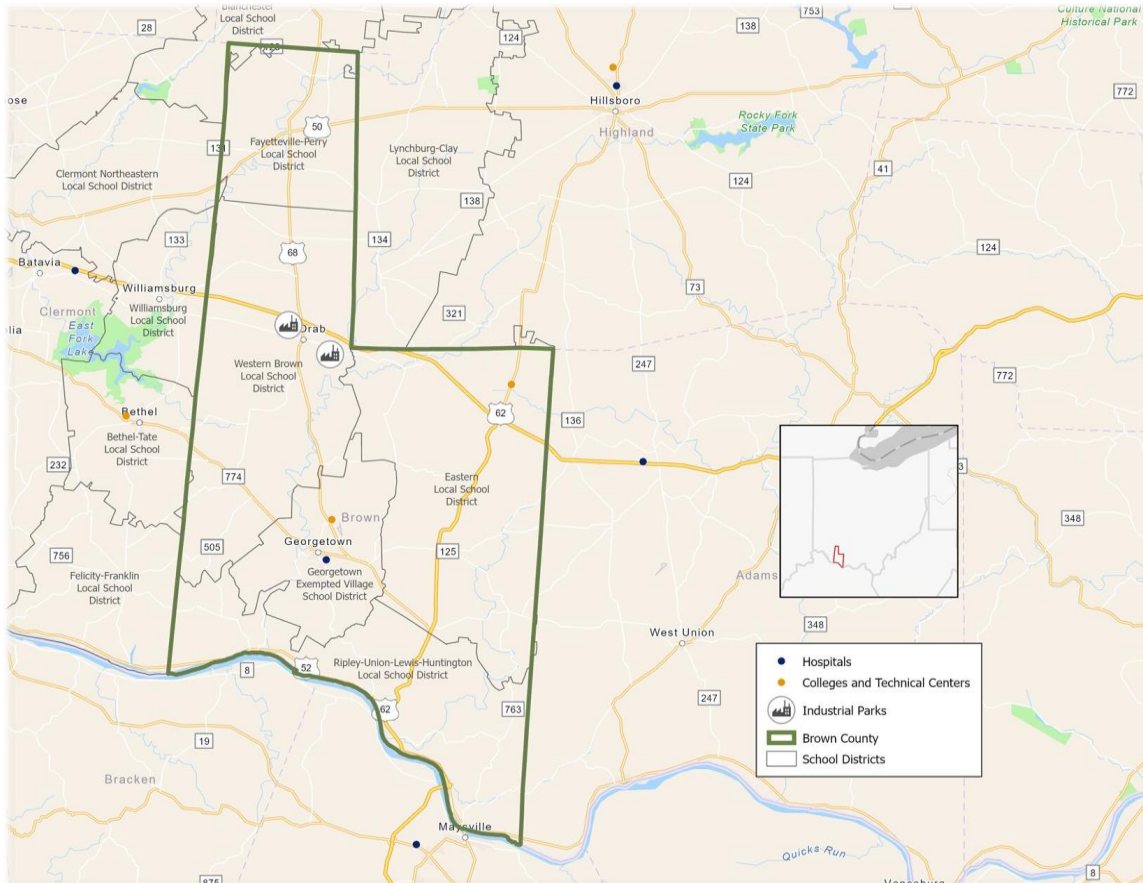 Blanchester
Local School
District
28
124
753
138
Culture National
Historical Park
772
Hillsboro
Highland
Rocky Fork
State Park
50
131
Fayetteville-Perry
Local School
District
Lynchburg-Clay
Local School
District
Clermont Northeastern
Local School District
124
41
138
133
134
68
124
Batavia
Williamsburg
Williamsburg
Local School
District
Clermont
East
Fork
Lake
73
321
Western Brown
Local School
District
247
772
62
136
Bethel
Bethel-Tate
Local School
District
232
774
Eastern
Local School
District
Brown
348
Georgetown
125
505
756
Georgetown
Exempted Village
School District
Felicity-Franklin
Local School
District
Adams
348
West Union
Ripley-Union-Lewis-Huntington
Local School District
8
52
62
763
247
19
Bracken
Maysville
Quicks Run
875
8
Hospitals
Colleges and Technical Centers
Industrial Parks
Brown County
School Districts